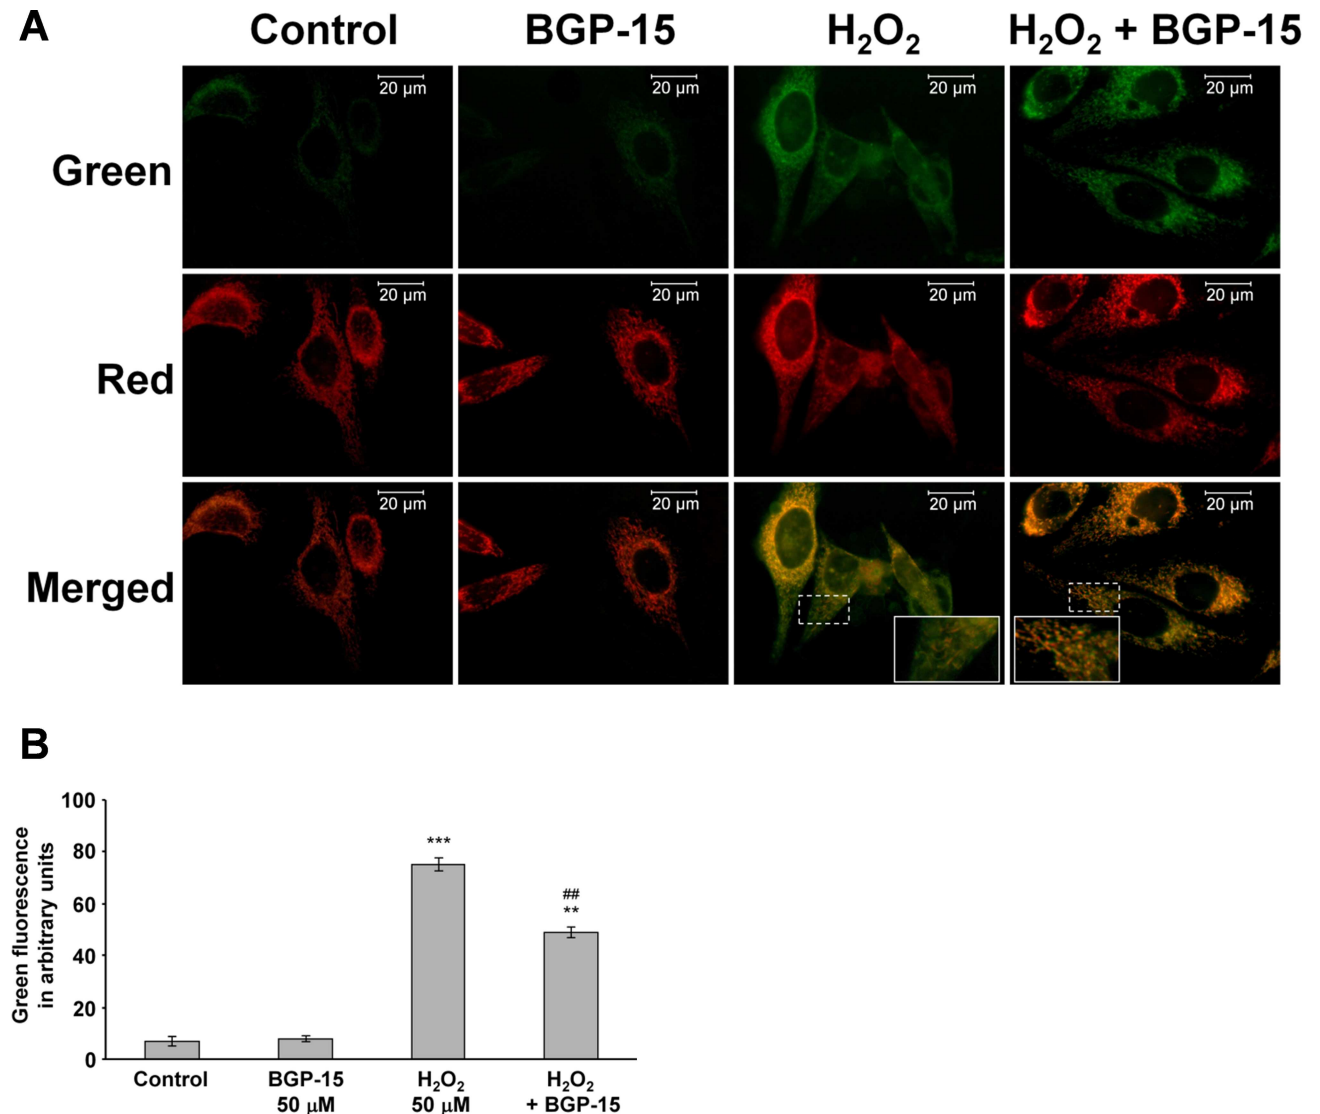 A
Control
BGP-15
H₂O₂
H₂O₂ + BGP-15
Green
20 µm
20 µm
20 µm
20 µm
Red
20 µm
20 µm
20 µm
20 µm
Merged
20 µm
20 µm
20 µm
20 µm
B
Green fluorescence
in arbitrary units
100
80
60
40
20
0
***
##
**
Control
BGP-15
50 µM
H₂O₂
50 µM
H₂O₂
+ BGP-15